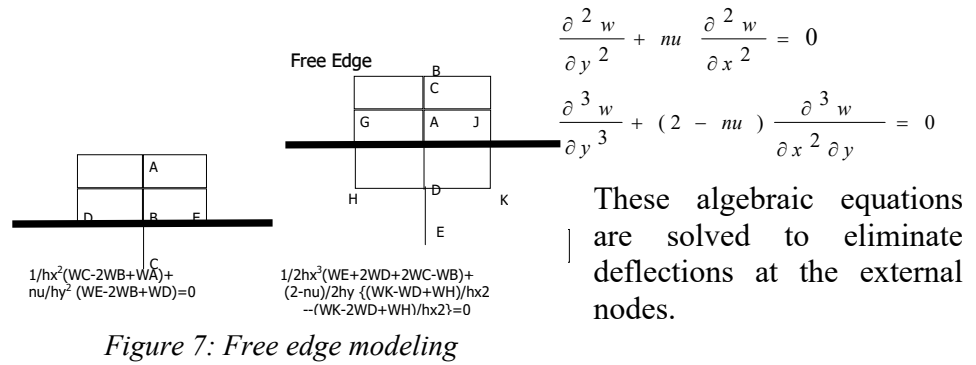 ∂²w/∂y² + nu ∂²w/∂x² = 0
∂³w/∂y³ + (2 - nu) ∂³w/∂x²∂y = 0
Free Edge
B
C
G A J
H D K
E
A
D B E
C
1/hx²(WC-2WB+WA)+
nu/hy² (WE-2WB+WD)=0
1/2hx³(WE+2WD+2WC-WB)+
(2-nu)/2hy {(WK-WD+WH)/hx2
--(WK-2WD+WH)/hx2}=0
These algebraic equations
are solved to eliminate
deflections at the external
nodes.
Figure 7: Free edge modeling